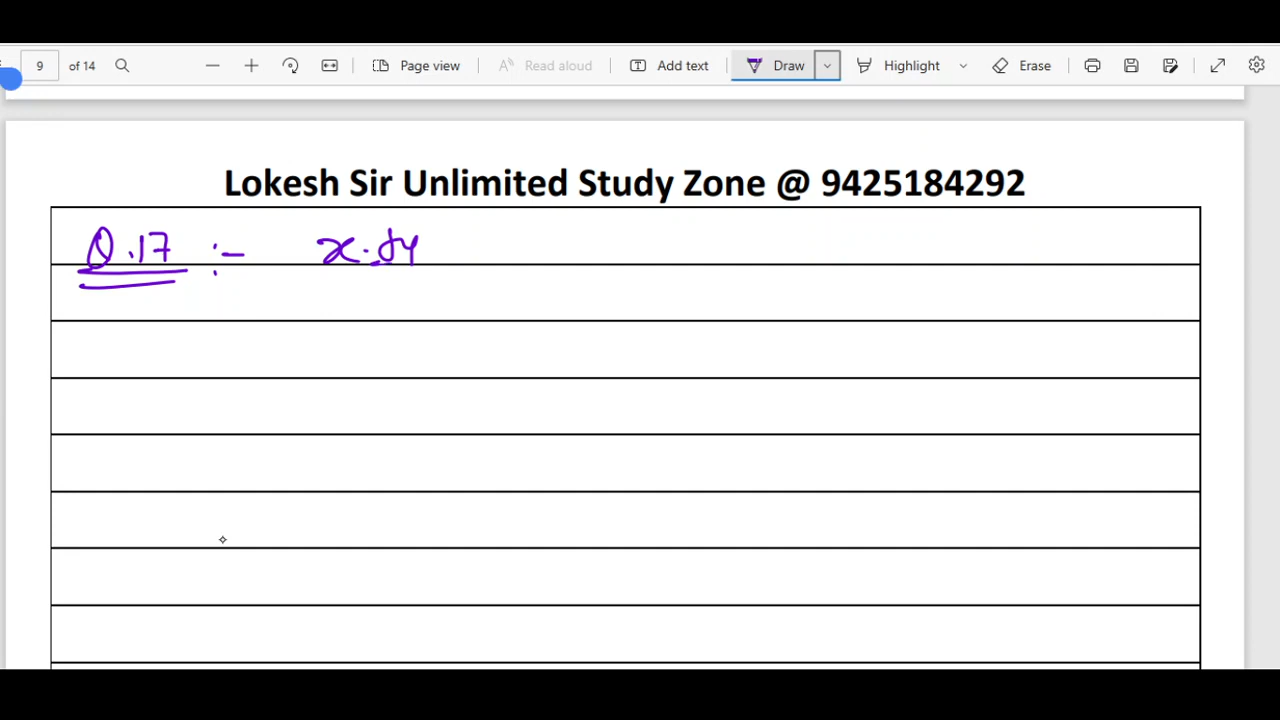 9 of 14 Page view Read aloud Add text Draw Highlight Erase
Lokesh Sir Unlimited Study Zone @ 9425184292
Q.17 :- x.dy